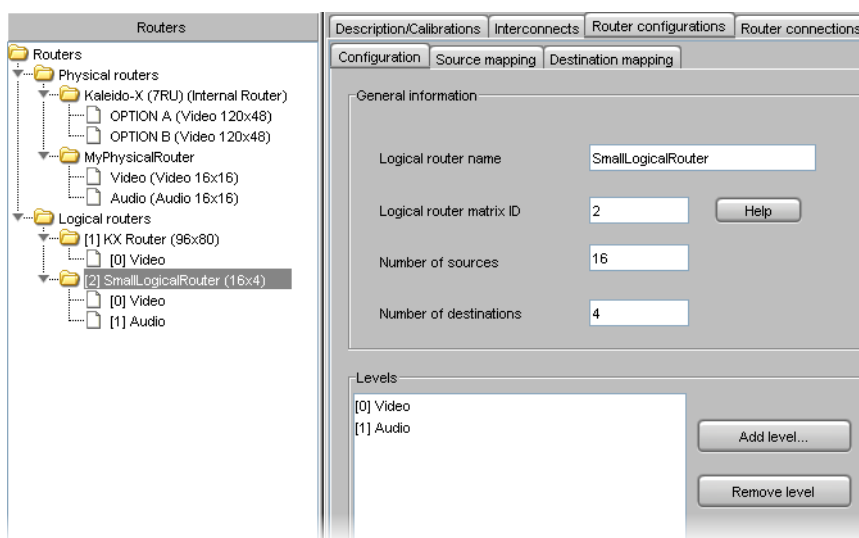 Routers
Routers
Physical routers
Kaleido-X (7RU) (Internal Router)
OPTION A (Video 120x48)
OPTION B (Video 120x48)
MyPhysicalRouter
Video (Video 16x16)
Audio (Audio 16x16)
Logical routers
[1] KX Router (96x80)
[0] Video
[2] SmallLogicalRouter (16x4)
[0] Video
[1] Audio
Description/Calibrations Interconnects Router configurations Router connections
Configuration Source mapping Destination mapping
General information
Logical router name SmallLogicalRouter
Logical router matrix ID 2 Help
Number of sources 16
Number of destinations 4
Levels
[0] Video
[1] Audio
Add level...
Remove level